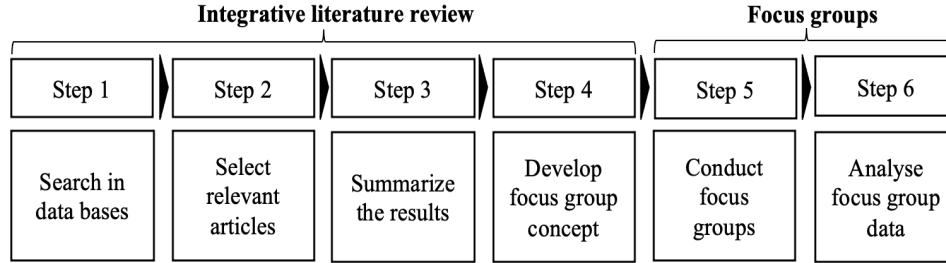 Integrative literature review
Focus groups
Step 1
Step 2
Step 3
Step 4
Step 5
Step 6
Search in
data bases
Select
relevant
articles
Summarize
the results
Develop
focus group
concept
Conduct
focus
groups
Analyse
focus group
data